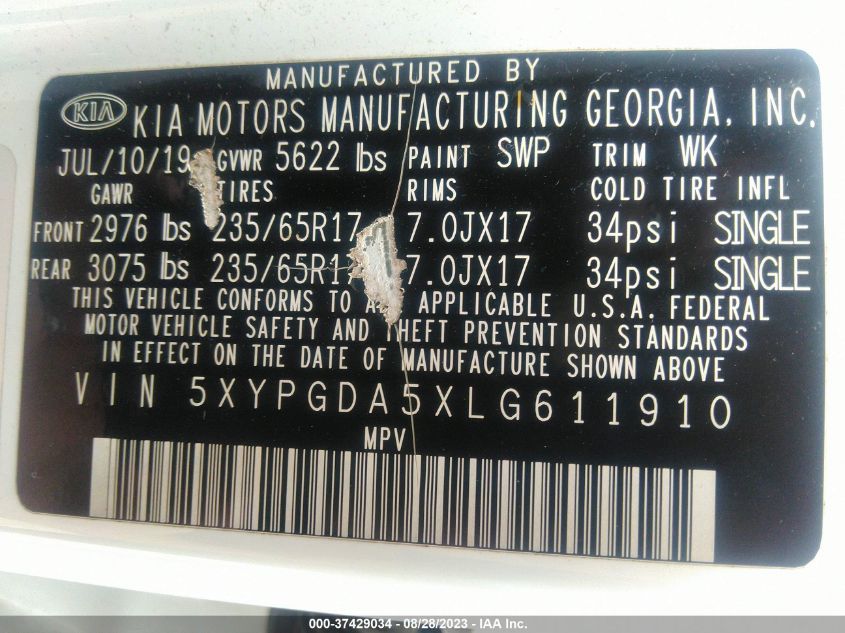 MANUFACTURED BY
KIA KIA MOTORS MANUFACTURING GEORGIA, INC.
JUL/10/19 GVWR 5622 lbs PAINT SWP TRIM WK
GAWR TIRES RIMS COLD TIRE INFL
FRONT 2976 lbs 235/65R17 7.0JX17 34psi SINGLE
REAR 3075 lbs 235/65R17 7.0JX17 34psi SINGLE
THIS VEHICLE CONFORMS TO ALL APPLICABLE U.S.A. FEDERAL
MOTOR VEHICLE SAFETY AND THEFT PREVENTION STANDARDS
IN EFFECT ON THE DATE OF MANUFACTURE SHOWN ABOVE
VIN 5XYPGDA5XLG611910
MPV
000-37429034 - 08/28/2023 - IAA Inc.